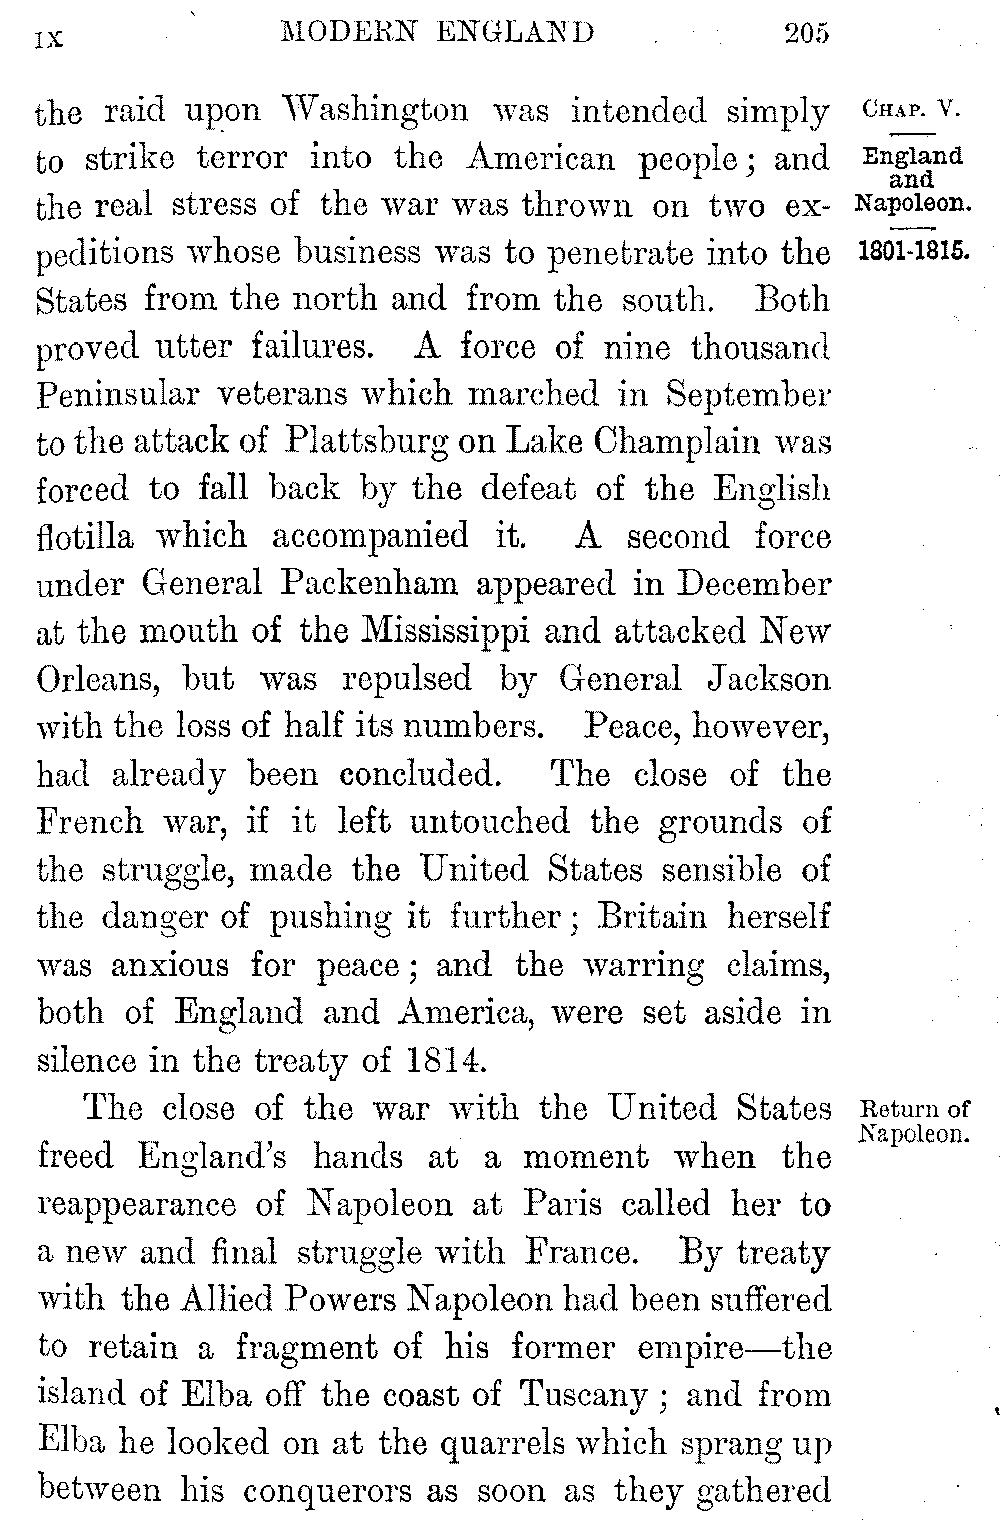 IX MODERN ENGLAND 205
the raid upon Washington was intended simply
to strike terror into the American people; and
the real stress of the war was thrown on two ex-
peditions whose business was to penetrate into the
States from the north and from the south. Both
proved utter failures. A force of nine thousand
Peninsular veterans which marched in September
to the attack of Plattsburg on Lake Champlain was
forced to fall back by the defeat of the English
flotilla which accompanied it. A second force
under General Packenham appeared in December
at the mouth of the Mississippi and attacked New
Orleans, but was repulsed by General Jackson
with the loss of half its numbers. Peace, however,
had already been concluded. The close of the
French war, if it left untouched the grounds of
the struggle, made the United States sensible of
the danger of pushing it further; Britain herself
was anxious for peace; and the warring claims,
both of England and America, were set aside in
silence in the treaty of 1814.
The close of the war with the United States
freed England's hands at a moment when the
reappearance of Napoleon at Paris called her to
a new and final struggle with France. By treaty
with the Allied Powers Napoleon had been suffered
to retain a fragment of his former empire—the
island of Elba off the coast of Tuscany; and from
Elba he looked on at the quarrels which sprang up
between his conquerors as soon as they gathered
CHAP. V.
England
and
Napoleon.
1801-1815.
Return of
Napoleon.